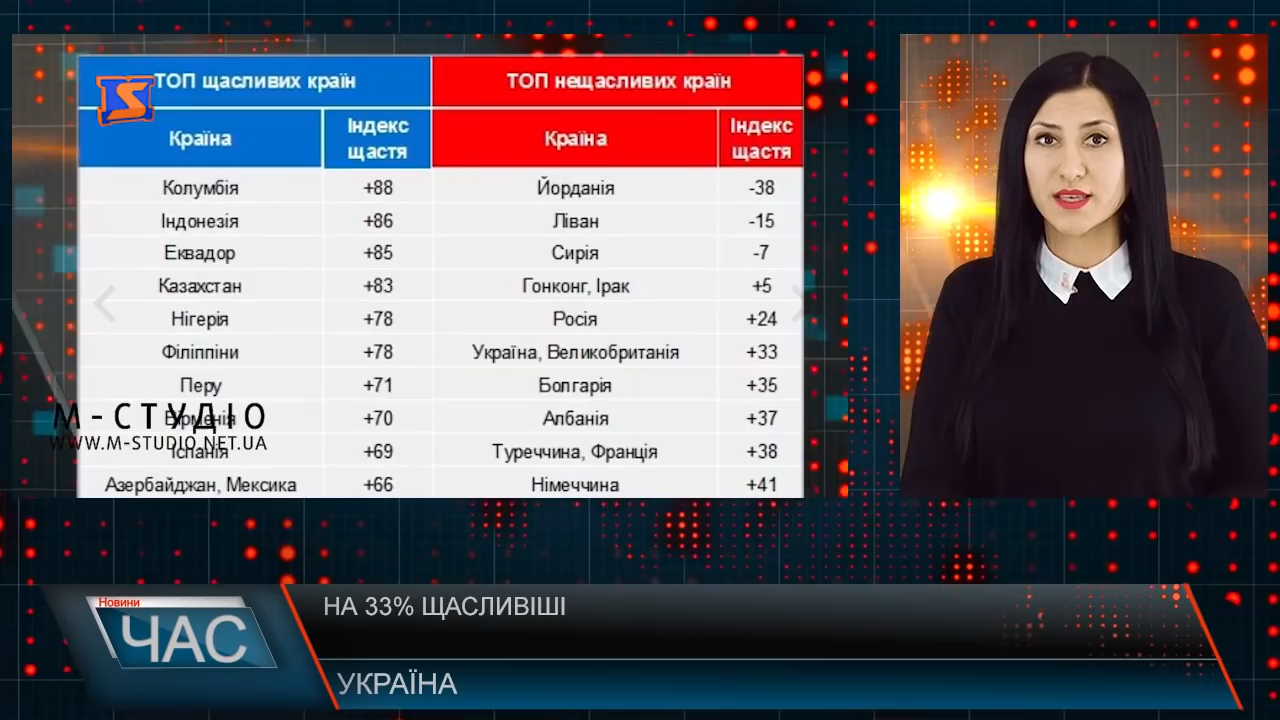 ТОП щасливих країн ТОП нещасливих країн
Країна Індекс щастя Країна Індекс щастя
Колумбія +88 Йорданія -38
Індонезія +86 Ліван -15
Еквадор +85 Сирія -7
Казахстан +83 Гонконг, Ірак +5
Нігерія +78 Росія +24
Філіппіни +78 Україна, Великобританія +33
Перу +71 Болгарія +35
Вірменія +70 Албанія +37
Іспанія +69 Туреччина, Франція +38
Азербайджан, Мексика +66 Німеччина +41
М-СТУДІО
WWW.M-STUDIO.NET.UA
Новини
ЧАС
НА 33% ЩАСЛИВІШІ
УКРАЇНА